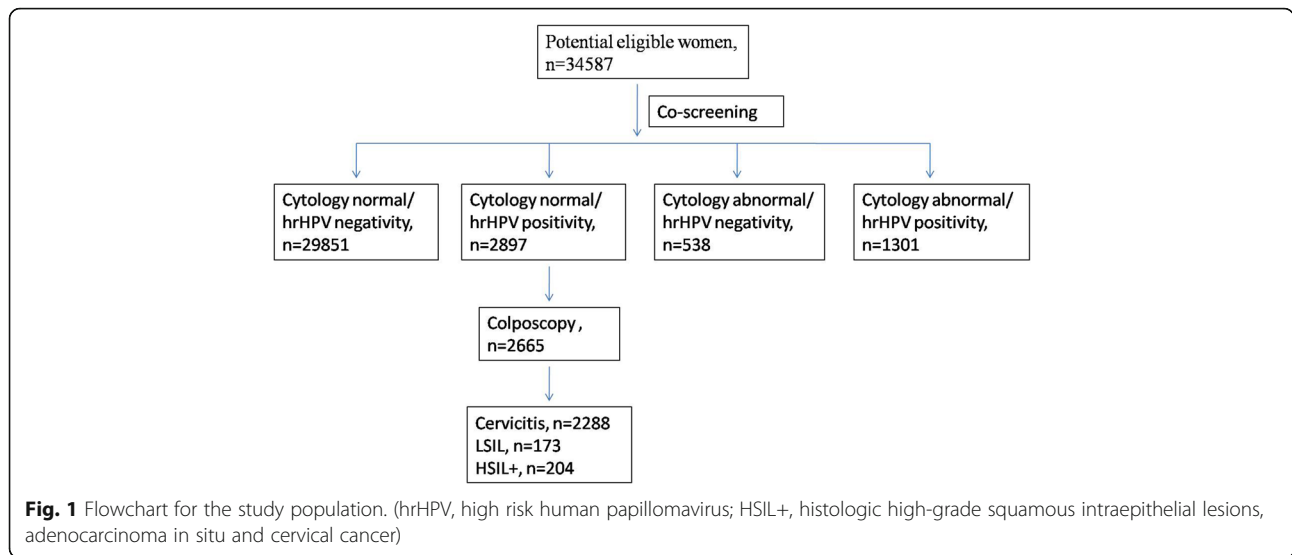 Potential eligible women,
n=34587
Co-screening
Cytology normal/
hrHPV negativity,
n=29851
Cytology normal/
hrHPV positivity,
n=2897
Cytology abnormal/
hrHPV negativity,
n=538
Cytology abnormal/
hrHPV positivity,
n=1301
Colposcopy ,
n=2665
Cervicitis, n=2288
LSIL, n=173
HSIL+, n=204
Fig. 1 Flowchart for the study population. (hrHPV, high risk human papillomavirus; HSIL+, histologic high-grade squamous intraepithelial lesions,
adenocarcinoma in situ and cervical cancer)